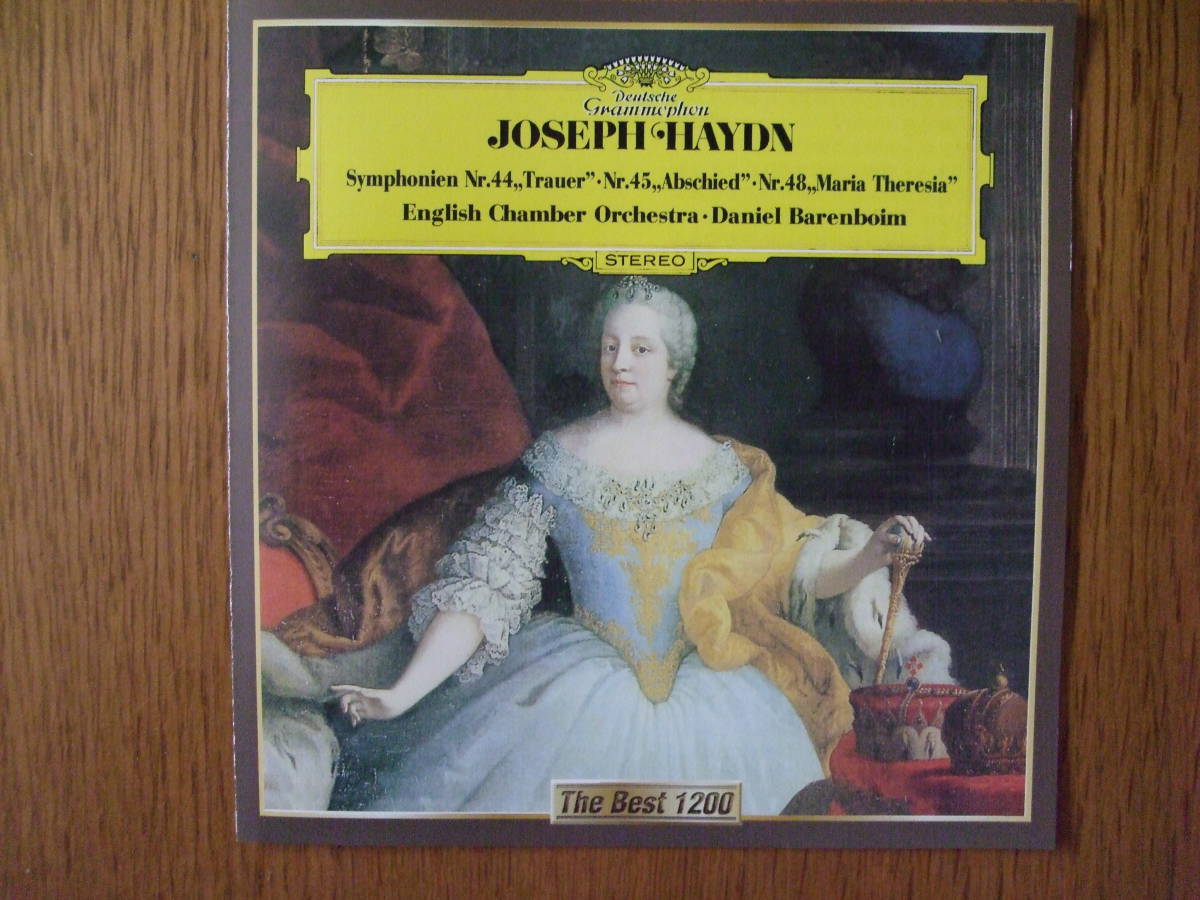 Deutsche
Grammophon
JOSEPH HAYDN
Symphonien Nr.44„Trauer”·Nr.45„Abschied”·Nr.48„Maria Theresia”
English Chamber Orchestra·Daniel Barenboim
STEREO
The Best 1200